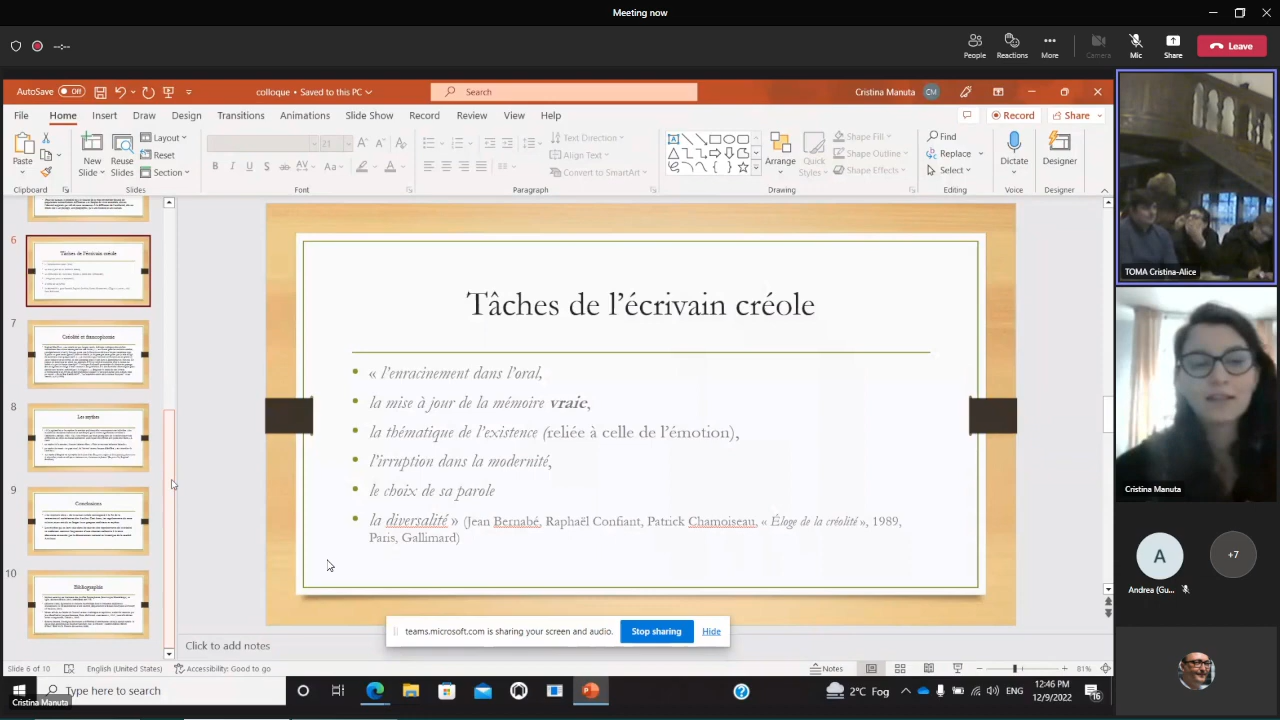 Meeting now
--:--
People
Reactions
More
Camera
Mic
Share
Leave
AutoSave
Off
colloque • Saved to this PC
Search
Cristina Manuta
CM
File
Home
Insert
Draw
Design
Transitions
Animations
Slide Show
Record
Review
View
Help
Record
Share
Paste
New
Slide
Reuse
Slides
Layout
Reset
Section
21
B I U S ab AV
Aa
A
Text Direction
Align Text
Convert to SmartArt
Arrange
Quick
Styles
Shape Fill
Shape Outline
Shape Effects
Find
Replace
Select
Dictate
Designer
Clipboard
Slides
Font
Paragraph
Drawing
Editing
Voice
Designer
6
Tâches de l'écrivain créole
7
Créolité et francophonie
8
Les mythes
9
Conclusions
10
Bibliographie
Tâches de l’écrivain créole
• « l’enracinement dans l’oral,
• la mise à jour de la mémoire vraie,
• la thématique de (reliée à celle de l’émotion),
• l’irruption dans la modernité,
• le choix de sa parole
• la diversalité » (Jean Raphaël Confiant, Patrick Chamoiseau, « Eloge de la créolité », 1989,
Paris, Gallimard)
Click to add notes
teams.microsoft.com is sharing your screen and audio.
Stop sharing
Hide
Slide 6 of 10
English (United States)
Accessibility: Good to go
Notes
81%
Type here to search
2°C Fog
ENG
12:46 PM
12/9/2022
16
Cristina Manuta
TOMA Cristina-Alice
Cristina Manuta
A
+7
Andrea (Gu...